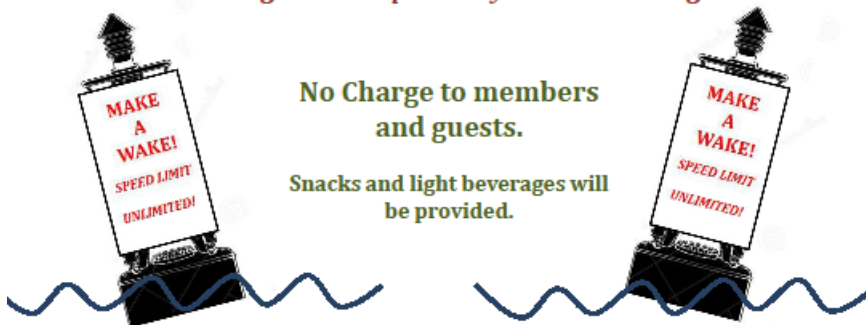 MAKE
A
WAKE!
SPEED LIMIT
UNLIMITED!
No Charge to members
and guests.
Snacks and light beverages will
be provided.
MAKE
A
WAKE!
SPEED LIMIT
UNLIMITED!